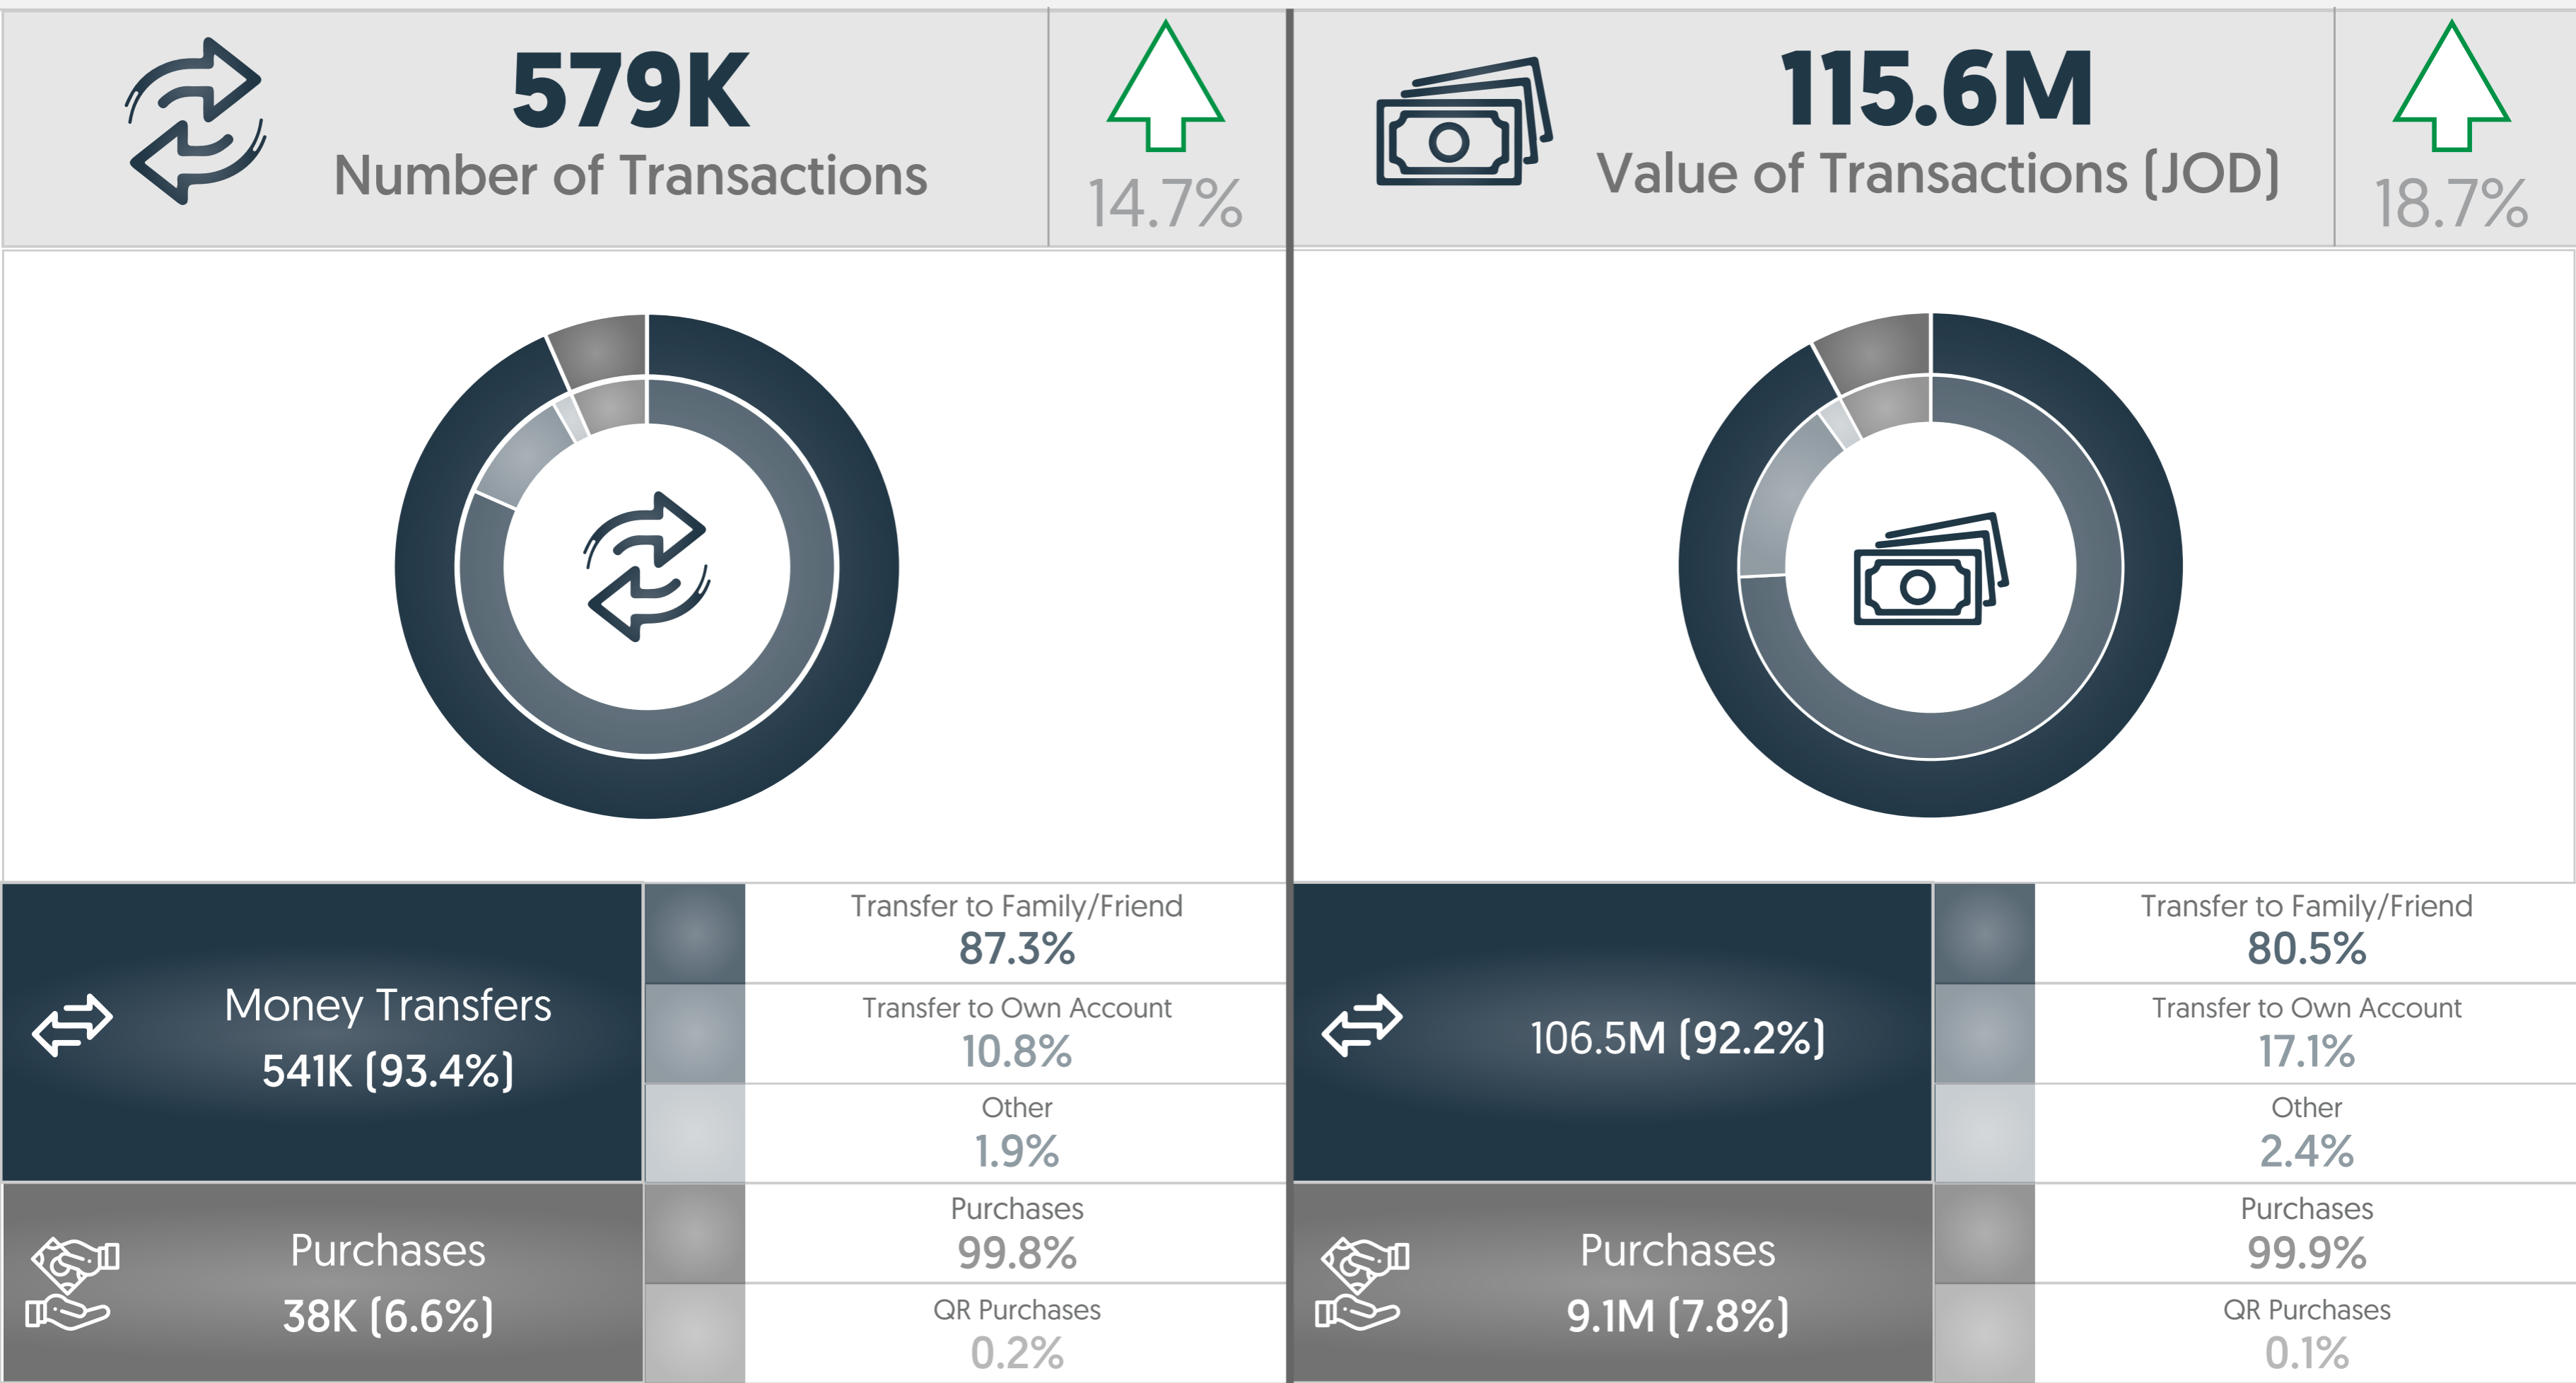 579K
Number of Transactions
14.7%
115.6M
Value of Transactions (JOD)
18.7%
Money Transfers
541K (93.4%)
Transfer to Family/Friend
87.3%
Transfer to Own Account
10.8%
Other
1.9%
Purchases
38K (6.6%)
Purchases
99.8%
QR Purchases
0.2%
106.5M (92.2%)
Transfer to Family/Friend
80.5%
Transfer to Own Account
17.1%
Other
2.4%
Purchases
9.1M (7.8%)
Purchases
99.9%
QR Purchases
0.1%